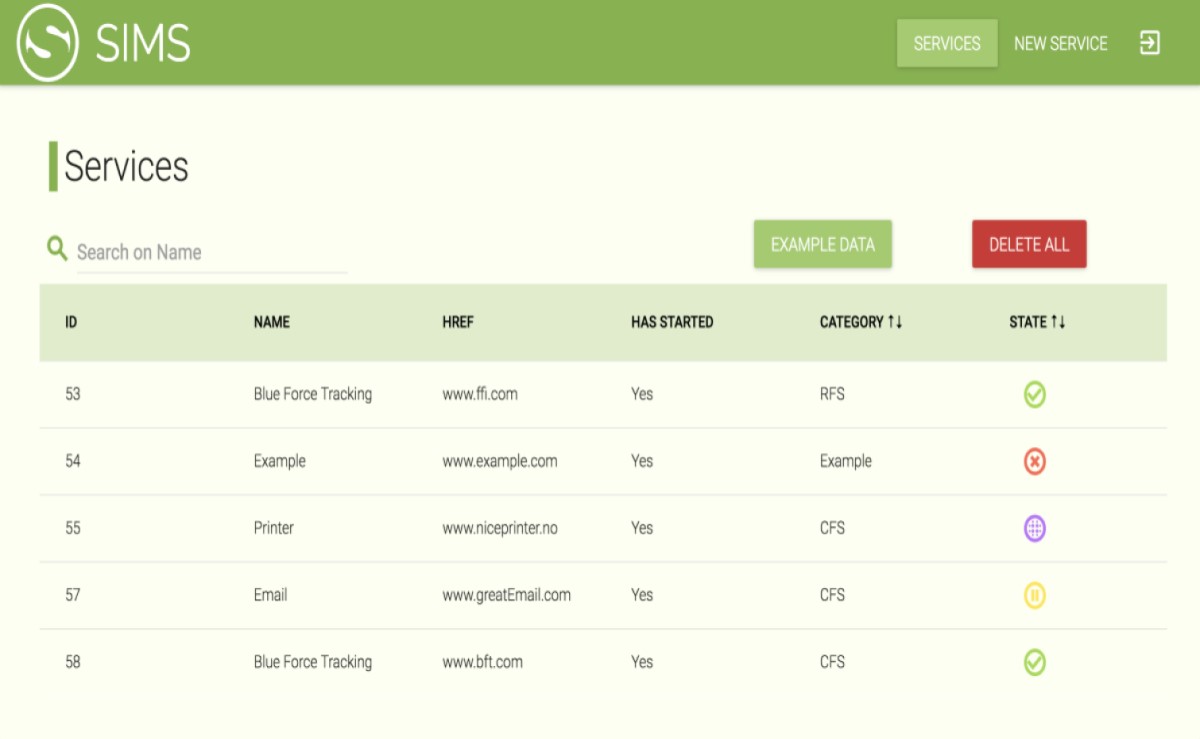 SIMS
SERVICES NEW SERVICE
Services
Search on Name EXAMPLE DATA DELETE ALL
ID NAME HREF HAS STARTED CATEGORY ↑↓ STATE ↑↓
53 Blue Force Tracking www.ffi.com Yes RFS
54 Example www.example.com Yes Example
55 Printer www.niceprinter.no Yes CFS
57 Email www.greatEmail.com Yes CFS
58 Blue Force Tracking www.bft.com Yes CFS